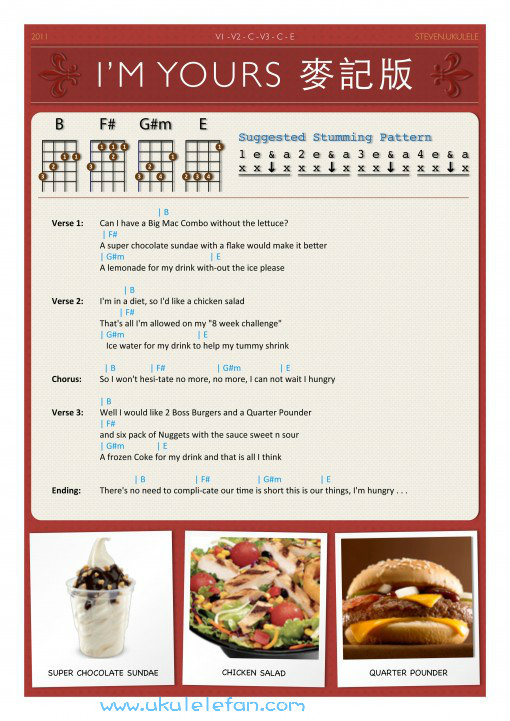 2011 V1 -V2 - C -V3 - C - E STEVEN.UKULELE
I'M YOURS 麥記版
B F# G#m E
Suggested Stumming Pattern
1 e & a 2 e & a 3 e & a 4 e & a
x x ↓ x x x ↓ x x x ↓ x x x ↓ x
| B
Verse 1: Can I have a Big Mac Combo without the lettuce?
| F#
A super chocolate sundae with a flake would make it better
| G#m | E
A lemonade for my drink with-out the ice please
| B
Verse 2: I'm in a diet, so I'd like a chicken salad
| F#
That's all I'm allowed on my "8 week challenge"
| G#m | E
Ice water for my drink to help my tummy shrink
| B | F# | G#m | E
Chorus: So I won't hesi-tate no more, no more, I can not wait I hungry
| B
Verse 3: Well I would like 2 Boss Burgers and a Quarter Pounder
| F#
and six pack of Nuggets with the sauce sweet n sour
| G#m | E
A frozen Coke for my drink and that is all I think
| B | F# | G#m | E
Ending: There's no need to compli-cate our time is short this is our things, I'm hungry . . .
SUPER CHOCOLATE SUNDAE CHICKEN SALAD QUARTER POUNDER
www.ukulelefan.com